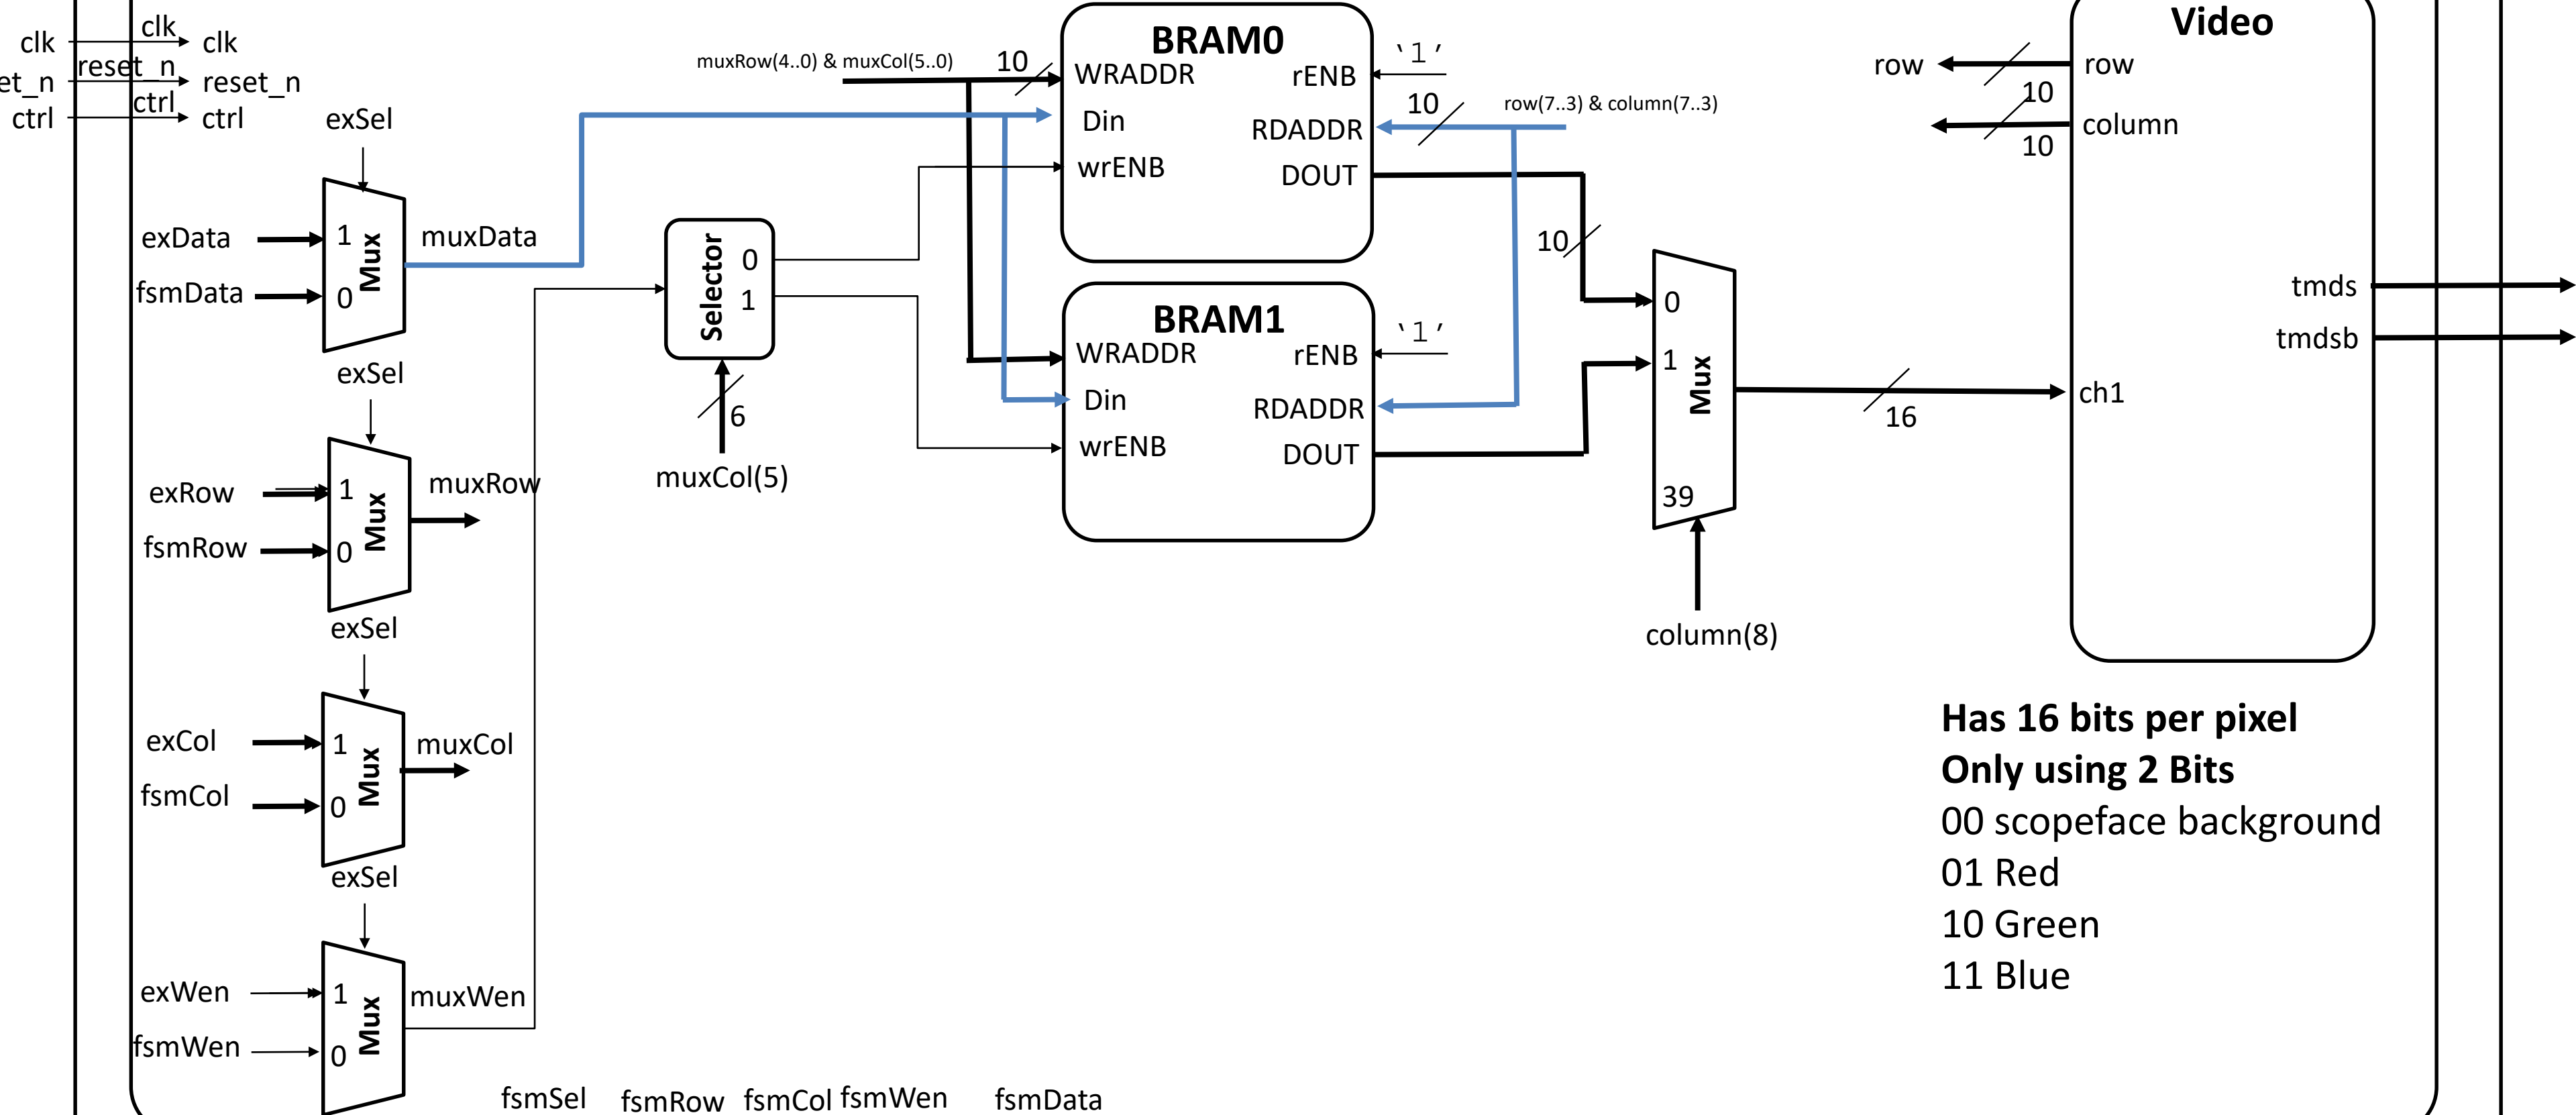 clk
clk
clk
et_n
reset_n
reset_n
ctrl
ctrl
ctrl
exSel
exData
fsmData
1
0
Mux
muxData
exSel
exRow
fsmRow
1
0
Mux
muxRow
exSel
exCol
fsmCol
1
0
Mux
muxCol
exSel
exWen
fsmWen
1
0
Mux
muxWen
Selector
0
1
6
muxCol(5)
muxRow(4..0) & muxCol(5..0)
10
BRAM0
WRADDR
Din
wrENB
rENB
RDADDR
DOUT
‘1’
10
row(7..3) & column(7..3)
10
BRAM1
WRADDR
Din
wrENB
rENB
RDADDR
DOUT
‘1’
0
1
39
Mux
column(8)
16
Video
row
row
10
column
10
tmds
tmdsb
ch1
Has 16 bits per pixel
Only using 2 Bits
00 scopeface background
01 Red
10 Green
11 Blue
fsmSel fsmRow fsmCol fsmWen fsmData